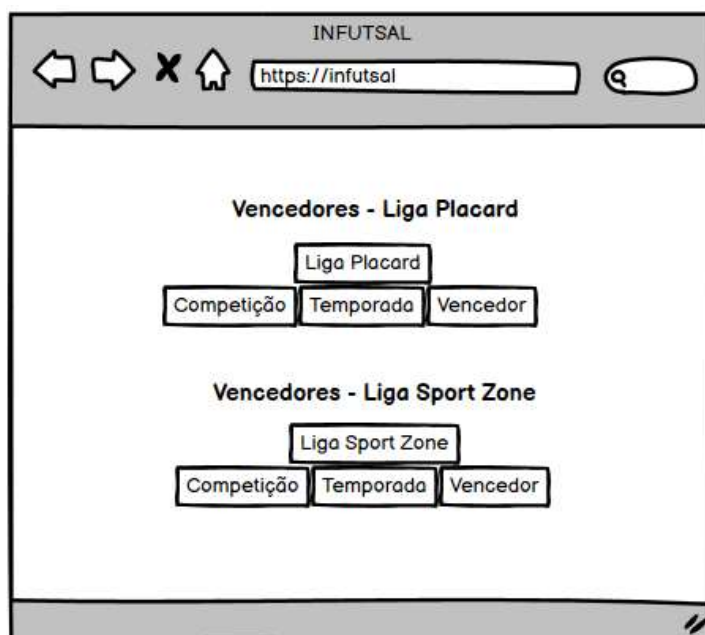 INFUTSAL
https://infutsal
Vencedores - Liga Placard
Liga Placard
Competição Temporada Vencedor
Vencedores - Liga Sport Zone
Liga Sport Zone
Competição Temporada Vencedor